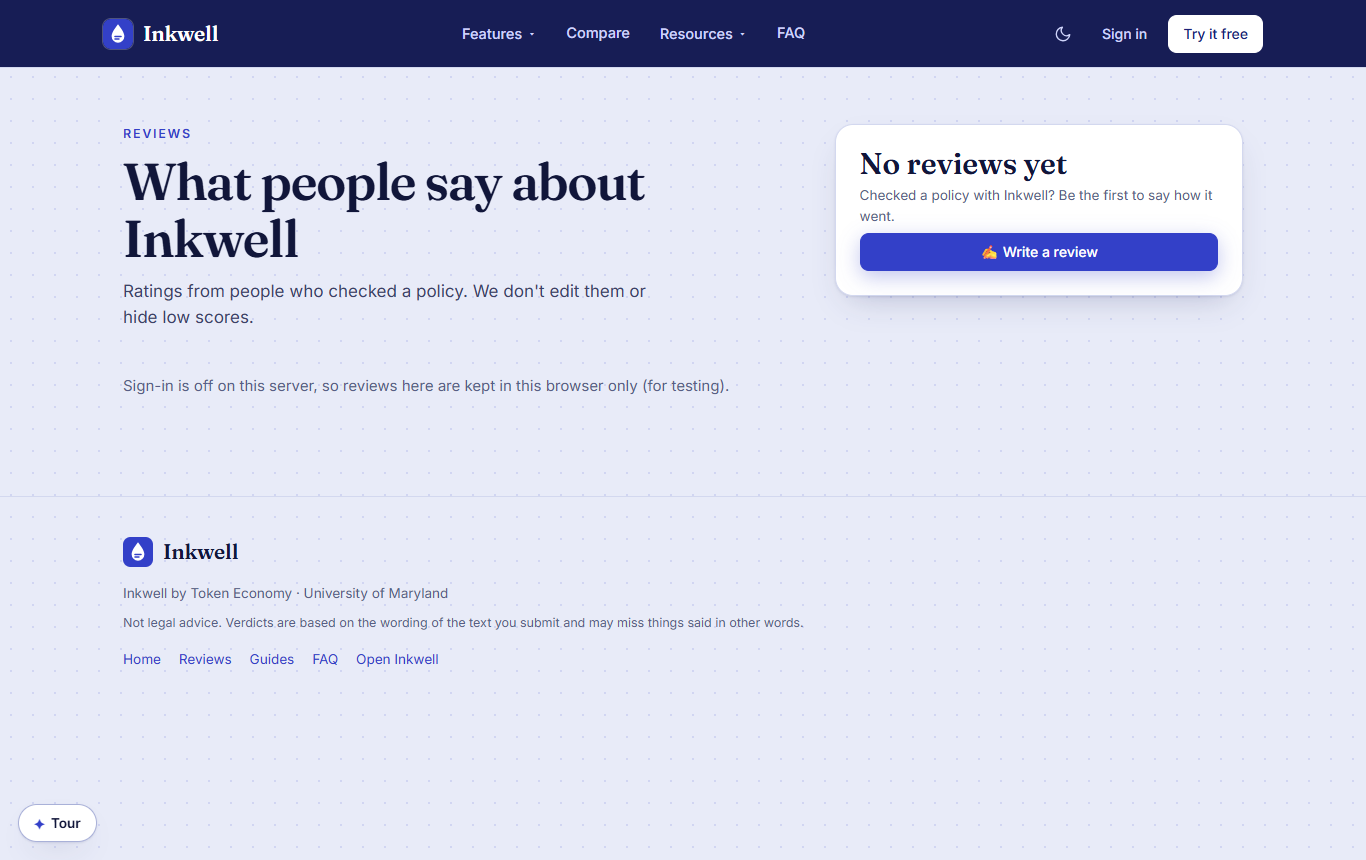 Inkwell
Features
Compare
Resources
FAQ
Sign in
Try it free
REVIEWS
What people say about
Inkwell
Ratings from people who checked a policy. We don't edit them or
hide low scores.
Sign-in is off on this server, so reviews here are kept in this browser only (for testing).
No reviews yet
Checked a policy with Inkwell? Be the first to say how it
went.
✍️ Write a review
Inkwell
Inkwell by Token Economy · University of Maryland
Not legal advice. Verdicts are based on the wording of the text you submit and may miss things said in other words.
Home Reviews Guides FAQ Open Inkwell
✦ Tour